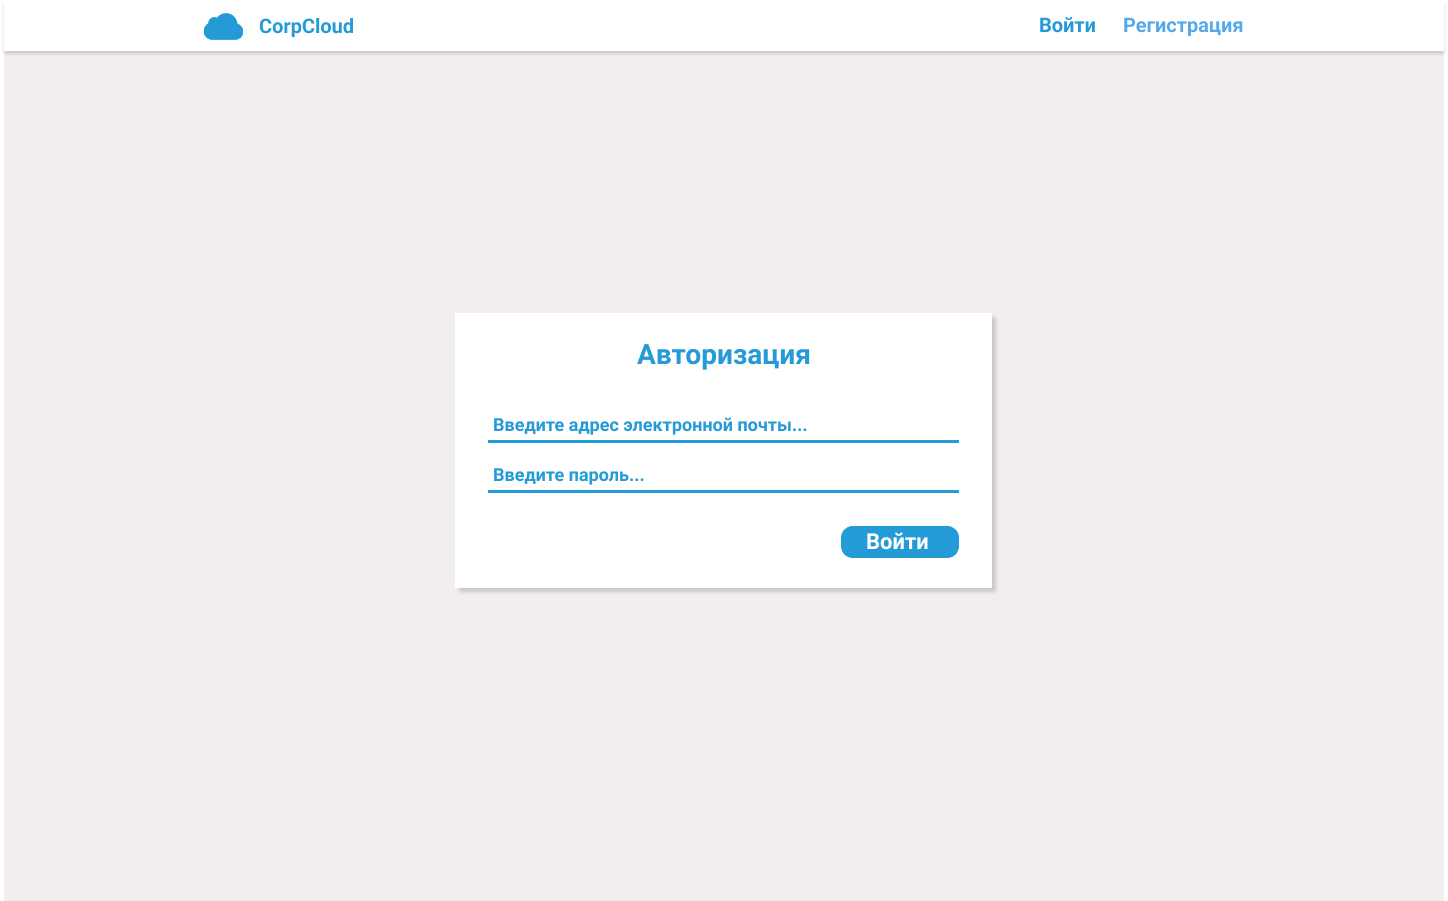 CorpCloud
Войти
Регистрация
Авторизация
Введите адрес электронной почты...
Введите пароль...
Войти